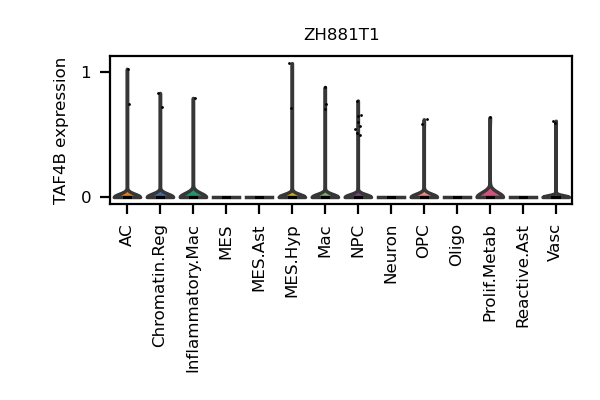 ZH881T1
TAF4B expression
1
0
AC
Chromatin.Reg
Inflammatory.Mac
MES
MES.Ast
MES.Hyp
Mac
NPC
Neuron
OPC
Oligo
Prolif.Metab
Reactive.Ast
Vasc